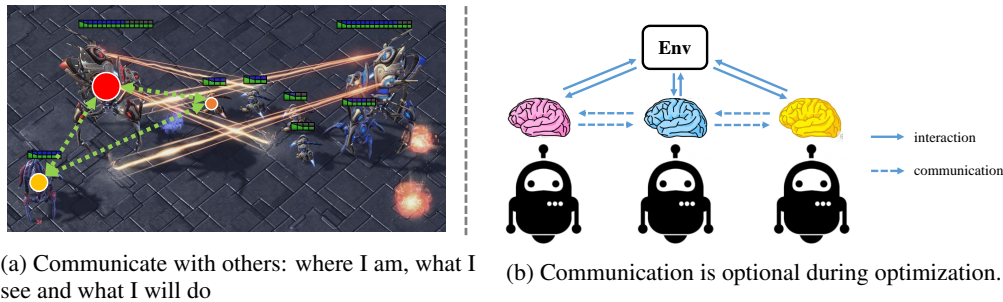 Env
interaction
communication
(a) Communicate with others: where I am, what I
see and what I will do
(b) Communication is optional during optimization.